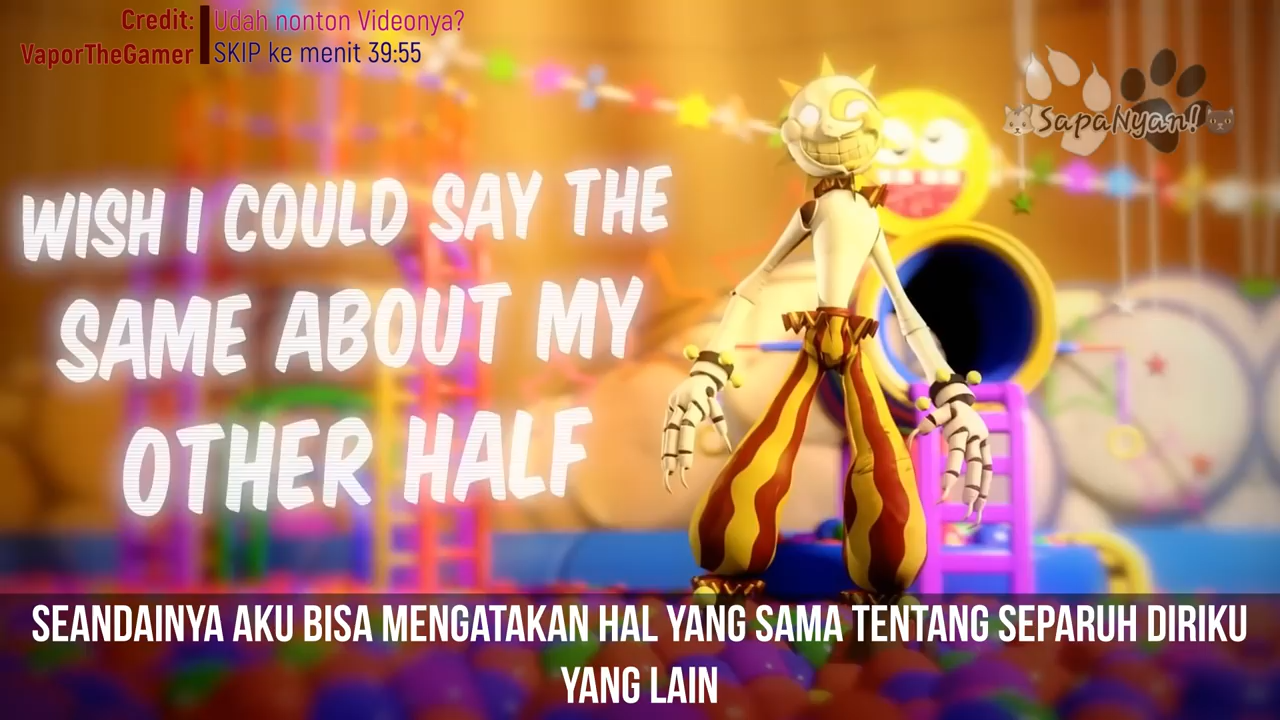 Credit:
VaporTheGamer
Udah nonton Videonya?
SKIP ke menit 39:55
SapaNyan!
WISH I COULD SAY THE
SAME ABOUT MY
OTHER HALF
SEANDAINYA AKU BISA MENGATAKAN HAL YANG SAMA TENTANG SEPARUH DIRIKU
YANG LAIN